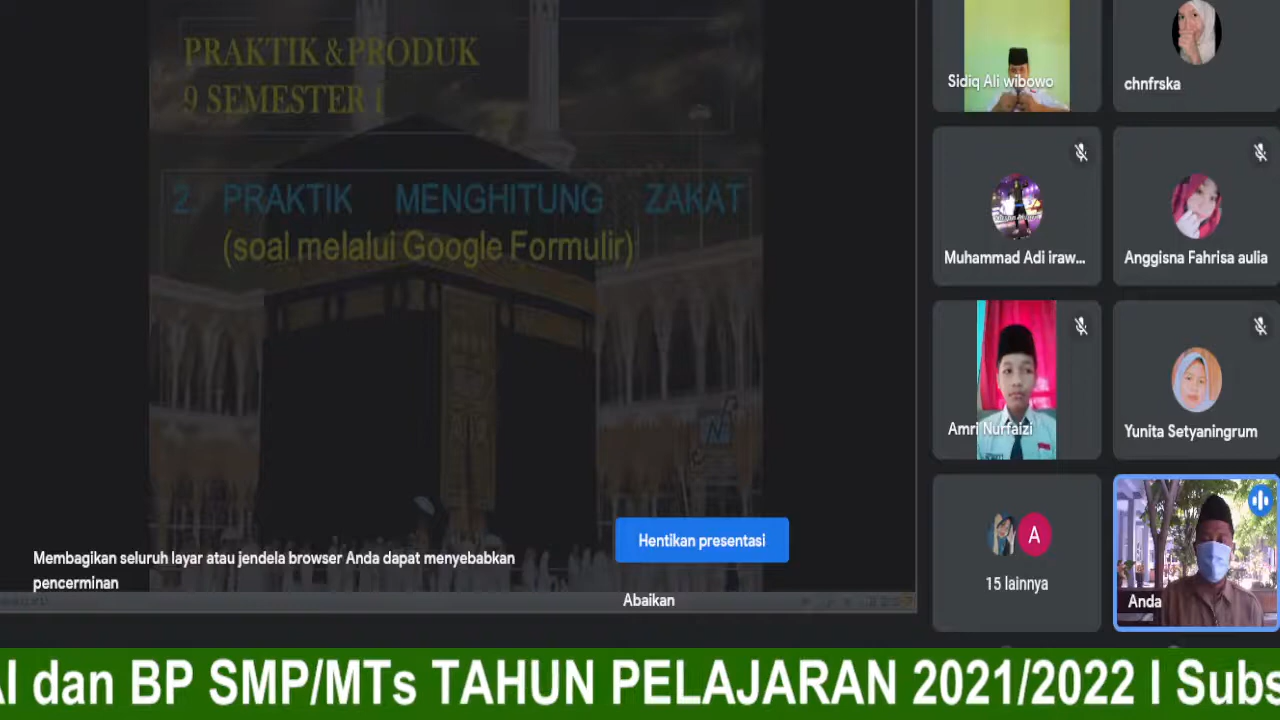 PRAKTIK & PRODUK
9 SEMESTER 1
2. PRAKTIK MENGHITUNG ZAKAT
(soal melalui Google Formulir)
Membagikan seluruh layar atau jendela browser Anda dapat menyebabkan
pencerminan
Hentikan presentasi
Abaikan
Sidiq Ali wibowo
chnfrska
Muhammad Adi iraw...
Anggisna Fahrisa aulia
Amri Nurfaizi
Yunita Setyaningrum
A
15 lainnya
Anda
dan BP SMP/MTs TAHUN PELAJARAN 2021/2022 I Subs